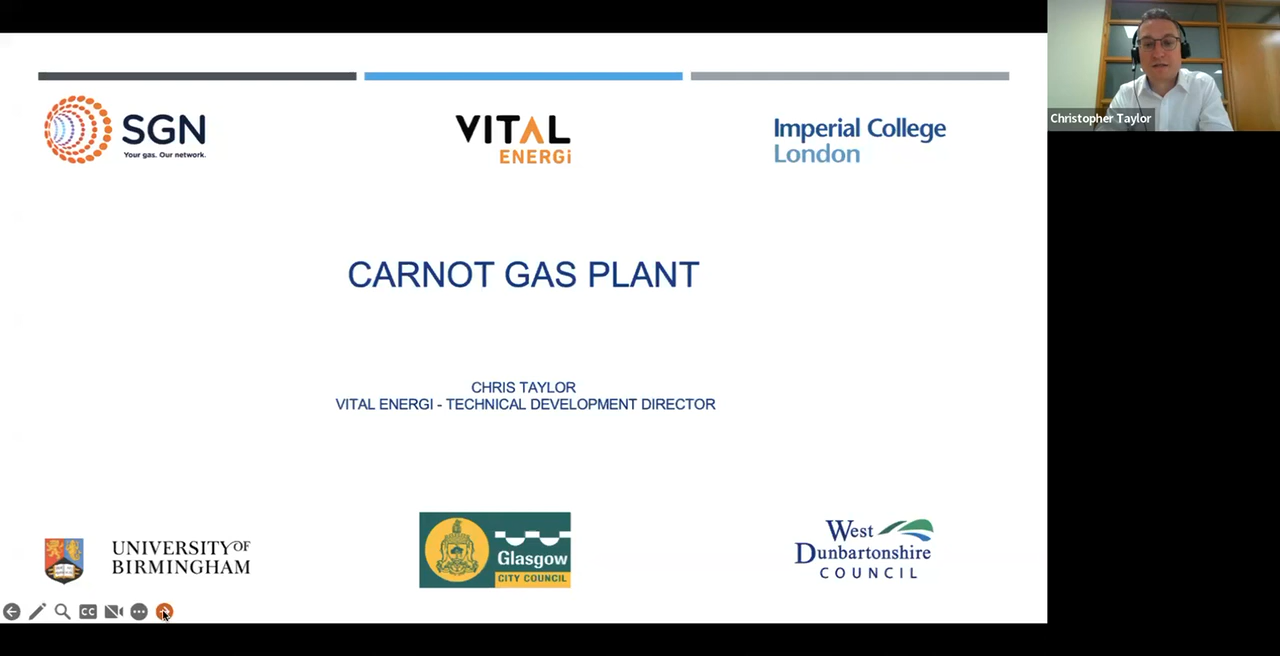 SGN
Your gas. Our network.
VITAL
ENERGi
Imperial College
London
Christopher Taylor
CARNOT GAS PLANT
CHRIS TAYLOR
VITAL ENERGI - TECHNICAL DEVELOPMENT DIRECTOR
UNIVERSITY OF
BIRMINGHAM
Glasgow
CITY COUNCIL
West
Dunbartonshire
COUNCIL
CC